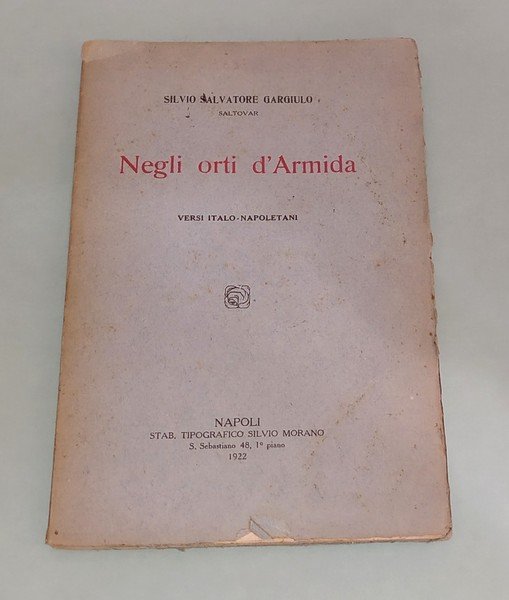 SILVIO SALVATORE GARGIULO
SALTOVAR
Negli orti d'Armida
VERSI ITALO-NAPOLETANI
NAPOLI
STAB. TIPOGRAFICO SILVIO MORANO
S. Sebastiano 48, 1º piano
1922